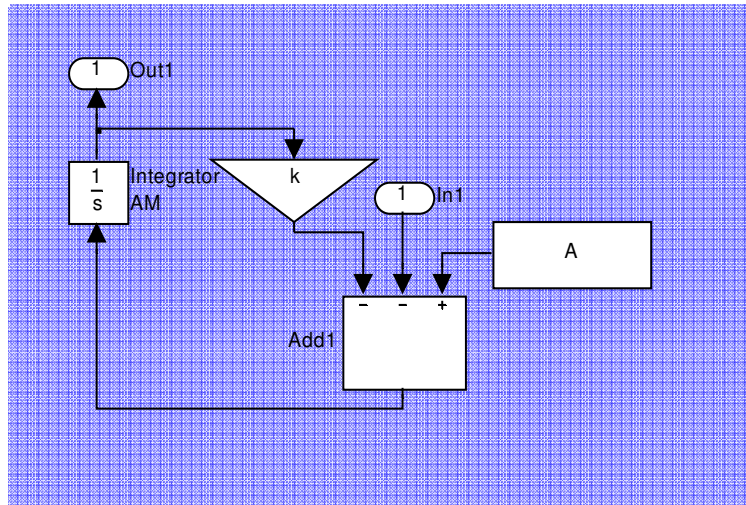 1 Out1
1
s
Integrator
AM
k
1 In1
A
− − +
Add1